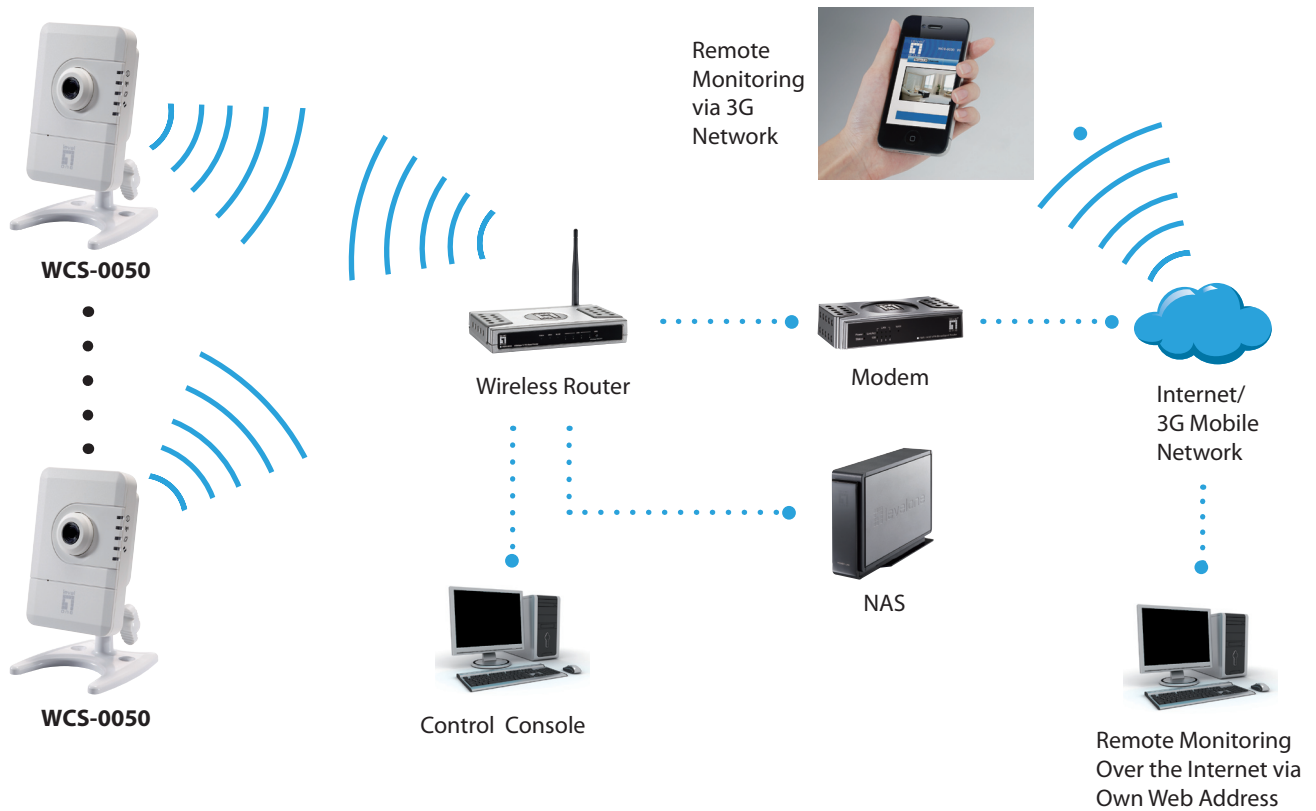 Remote
Monitoring
via 3G
Network
WCS-0050
Wireless Router
Modem
Internet/
3G Mobile
Network
NAS
WCS-0050
Control Console
Remote Monitoring
Over the Internet via
Own Web Address